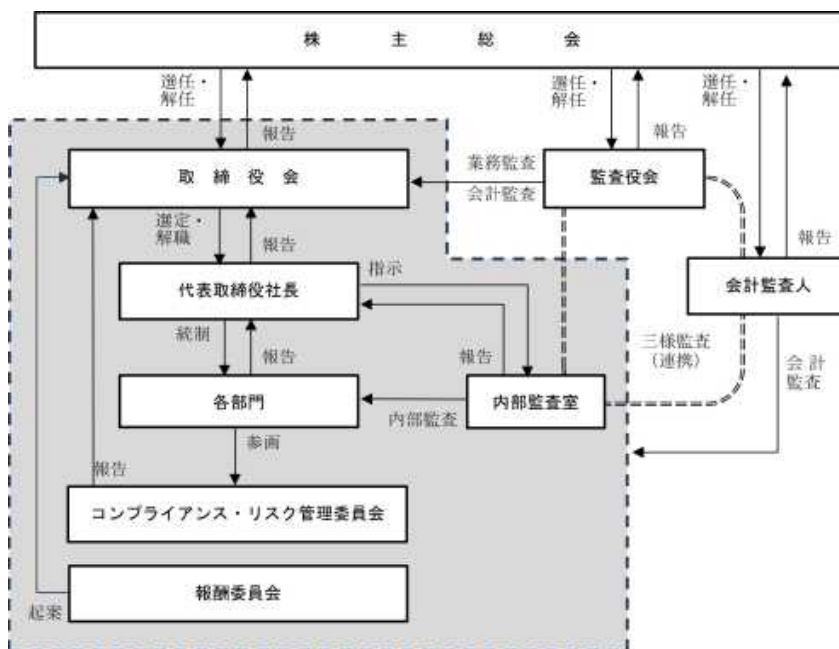 株主総会
選任・
解任
報告
選任・
解任
報告
選任・
解任
報告
取締役会
業務監査
会計監査
監査役会
選定・
解職
報告
代表取締役社長
指示
会計監査人
統制
報告
報告
三様監査
（連携）
会計
監査
各部門
内部監査
内部監査室
参画
報告
コンプライアンス・リスク管理委員会
報酬委員会
起案